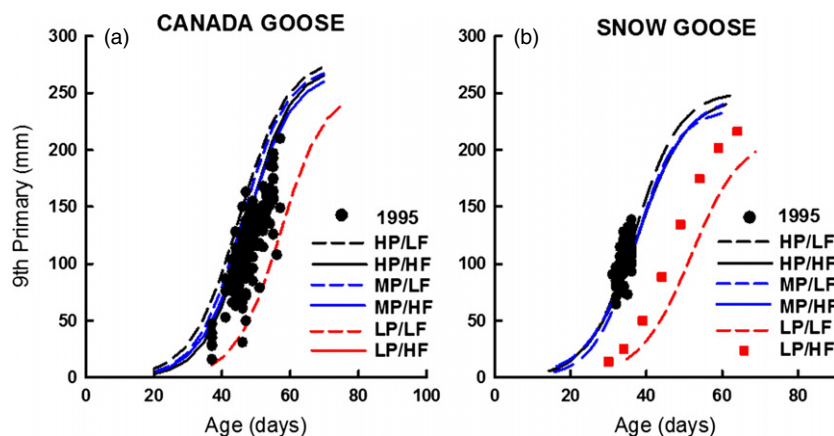 CANADA GOOSE
(a)
300
250
200
150
100
50
0
9th Primary (mm)
0 20 40 60 80 100
Age (days)
1995
HP/LF
HP/HF
MP/LF
MP/HF
LP/LF
LP/HF
SNOW GOOSE
(b)
300
250
200
150
100
50
0
0 20 40 60 80
Age (days)
1995
HP/LF
HP/HF
MP/LF
MP/HF
LP/LF
LP/HF